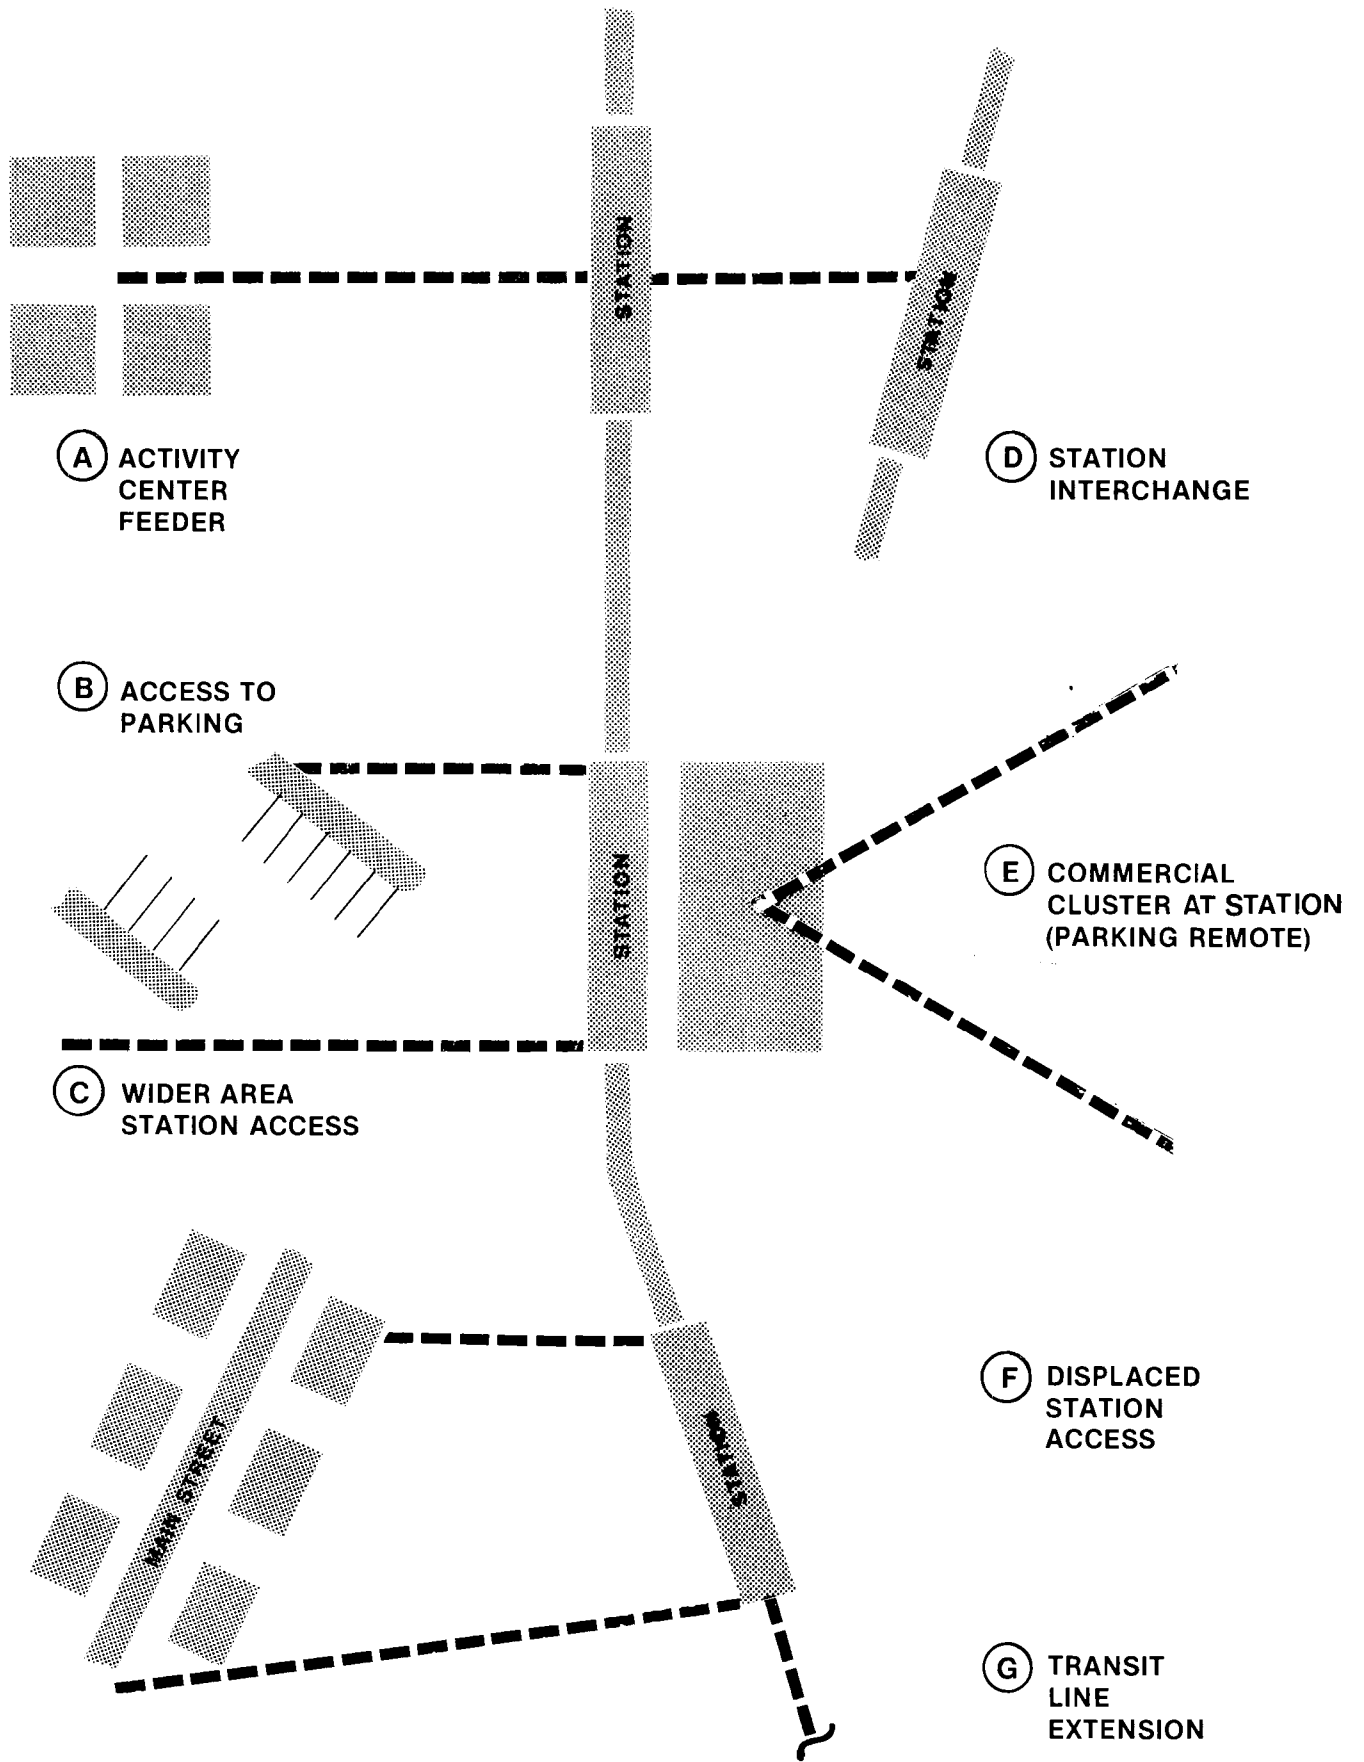 STATION
STATION
A ACTIVITY
CENTER
FEEDER
D STATION
INTERCHANGE
B ACCESS TO
PARKING
STATION
E COMMERCIAL
CLUSTER AT STATION
(PARKING REMOTE)
C WIDER AREA
STATION ACCESS
MAIN STREET
STATION
F DISPLACED
STATION
ACCESS
G TRANSIT
LINE
EXTENSION